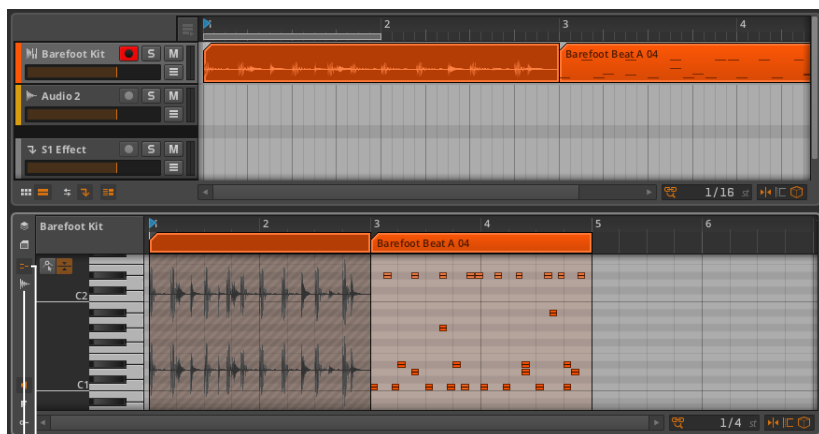 2 3 4
Barefoot Kit S M
Barefoot Beat A 04
Audio 2 S M
S1 Effect S M
1/16 st
Barefoot Kit 2 3 4 5 6
Barefoot Beat A 04
C2
C1
1/4 st